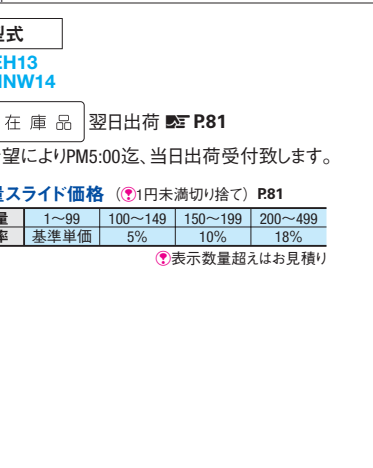 型式
EH13
NNW14
在庫品 翌日出荷 P.81
望によりPM5:00迄、当日出荷受付致します。
量スライド価格 (1円未満切り捨て) P.81
量 1～99 100～149 150～199 200～499
率 基準単価 5% 10% 18%
表示数量超えはお見積り